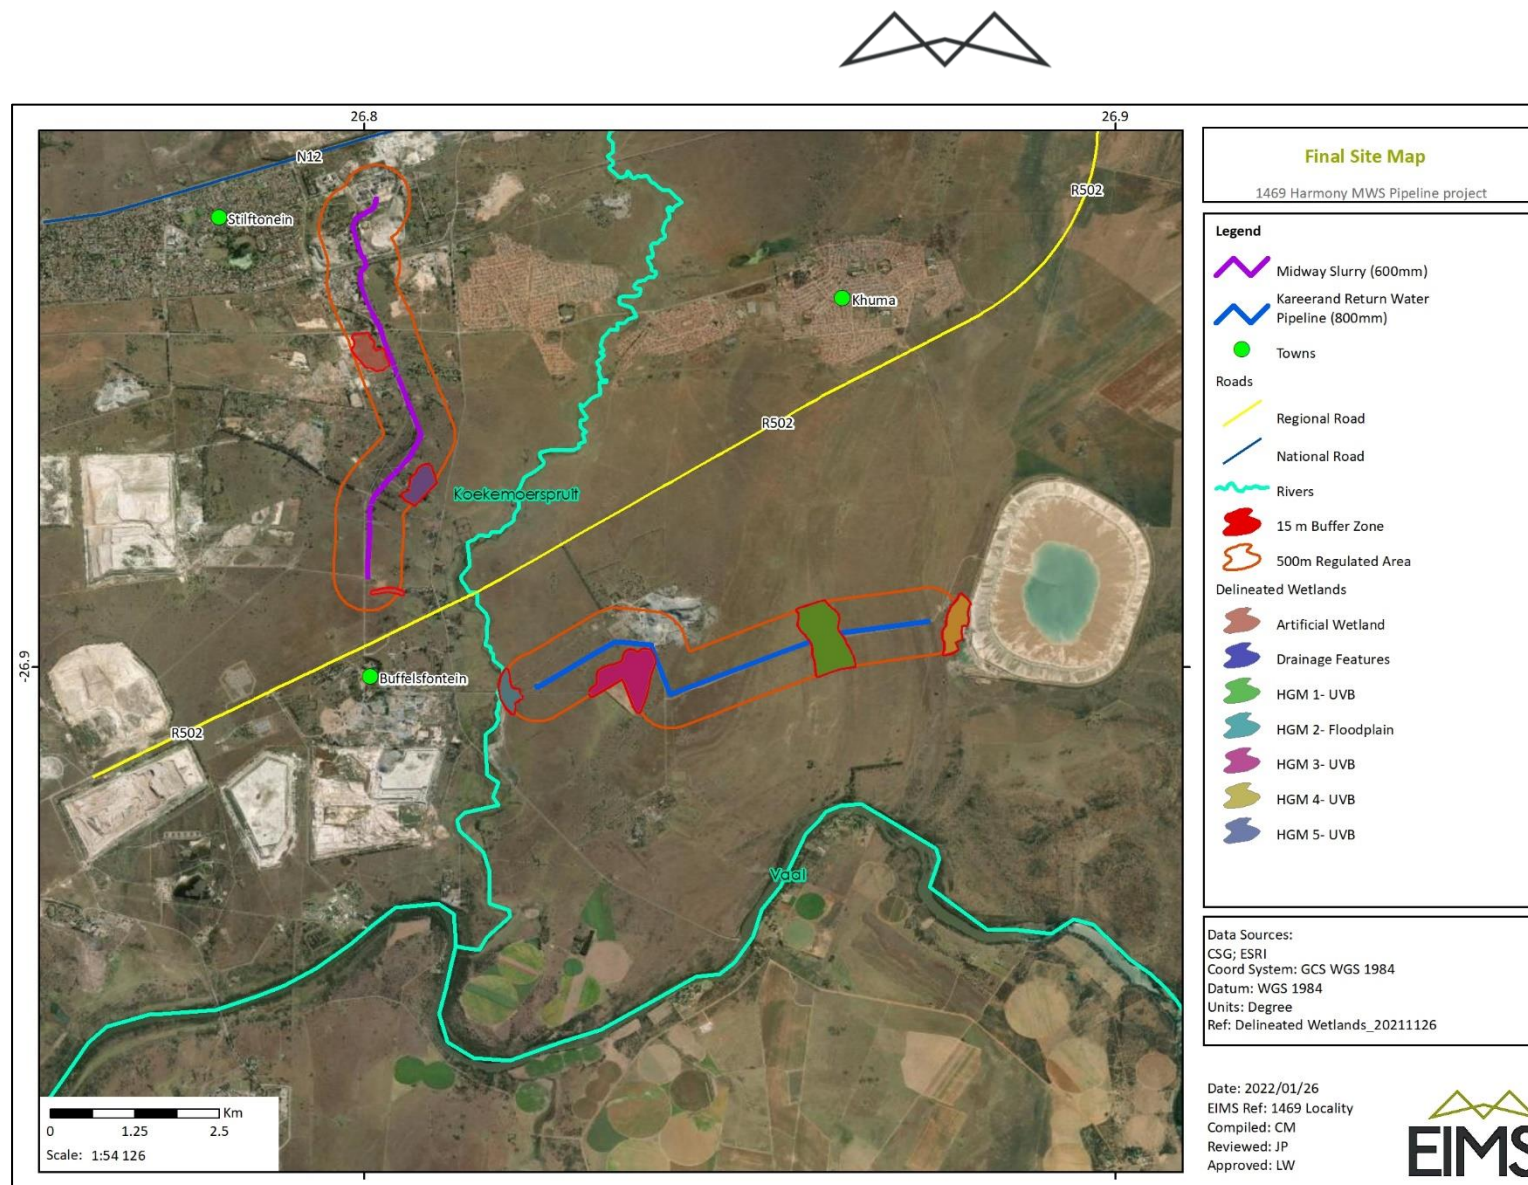 26.8
26.9
N12
R502
Stilftonein
Khuma
R502
Koekemoerspruit
-26.9
Buffelsfontein
R502
Vaal
Km
0 1.25 2.5
Scale: 1:54 126
Final Site Map
1469 Harmony MWS Pipeline project
Legend
Midway Slurry (600mm)
Kareerand Return Water
Pipeline (800mm)
Towns
Roads
Regional Road
National Road
Rivers
15 m Buffer Zone
500m Regulated Area
Delineated Wetlands
Artificial Wetland
Drainage Features
HGM 1- UVB
HGM 2- Floodplain
HGM 3- UVB
HGM 4- UVB
HGM 5- UVB
Data Sources:
CSG; ESRI
Coord System: GCS WGS 1984
Datum: WGS 1984
Units: Degree
Ref: Delineated Wetlands_20211126
Date: 2022/01/26
EIMS Ref: 1469 Locality
Compiled: CM
Reviewed: JP
Approved: LW
EIMS